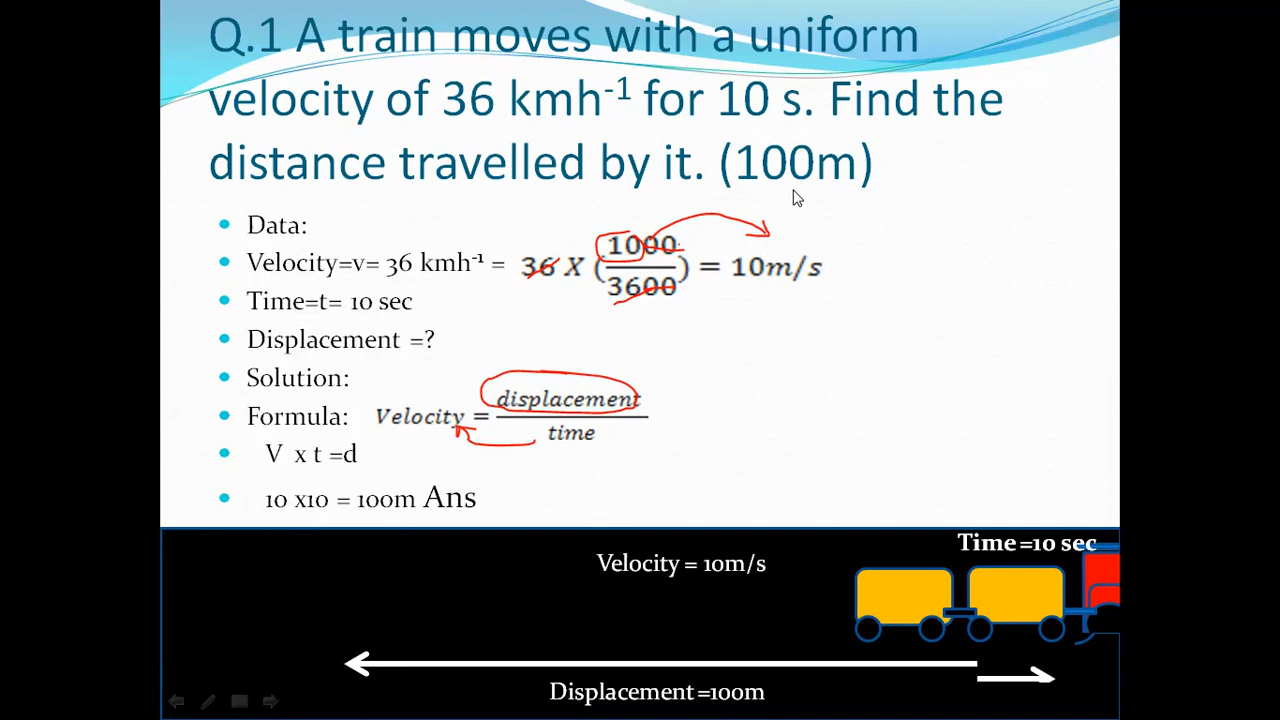 Q.1 A train moves with a uniform
velocity of 36 kmh⁻¹ for 10 s. Find the
distance travelled by it. (100m)
• Data:
• Velocity=v= 36 kmh⁻¹ = 36 X (1000/3600) = 10m/s
• Time=t= 10 sec
• Displacement =?
• Solution:
• Formula: Velocity = displacement/time
• V x t =d
• 10 x10 = 100m Ans
Time =10 sec
Velocity = 10m/s
Displacement =100m